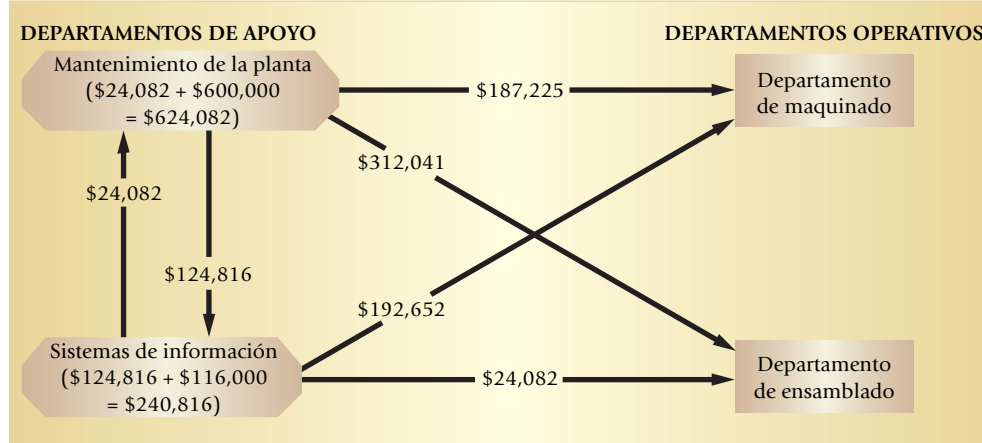 DEPARTAMENTOS DE APOYO
DEPARTAMENTOS OPERATIVOS
Mantenimiento de la planta
($24,082 + $600,000
= $624,082)
$187,225
Departamento
de maquinado
$312,041
$24,082
$124,816
$192,652
Sistemas de información
($124,816 + $116,000
= $240,816)
$24,082
Departamento
de ensamblado